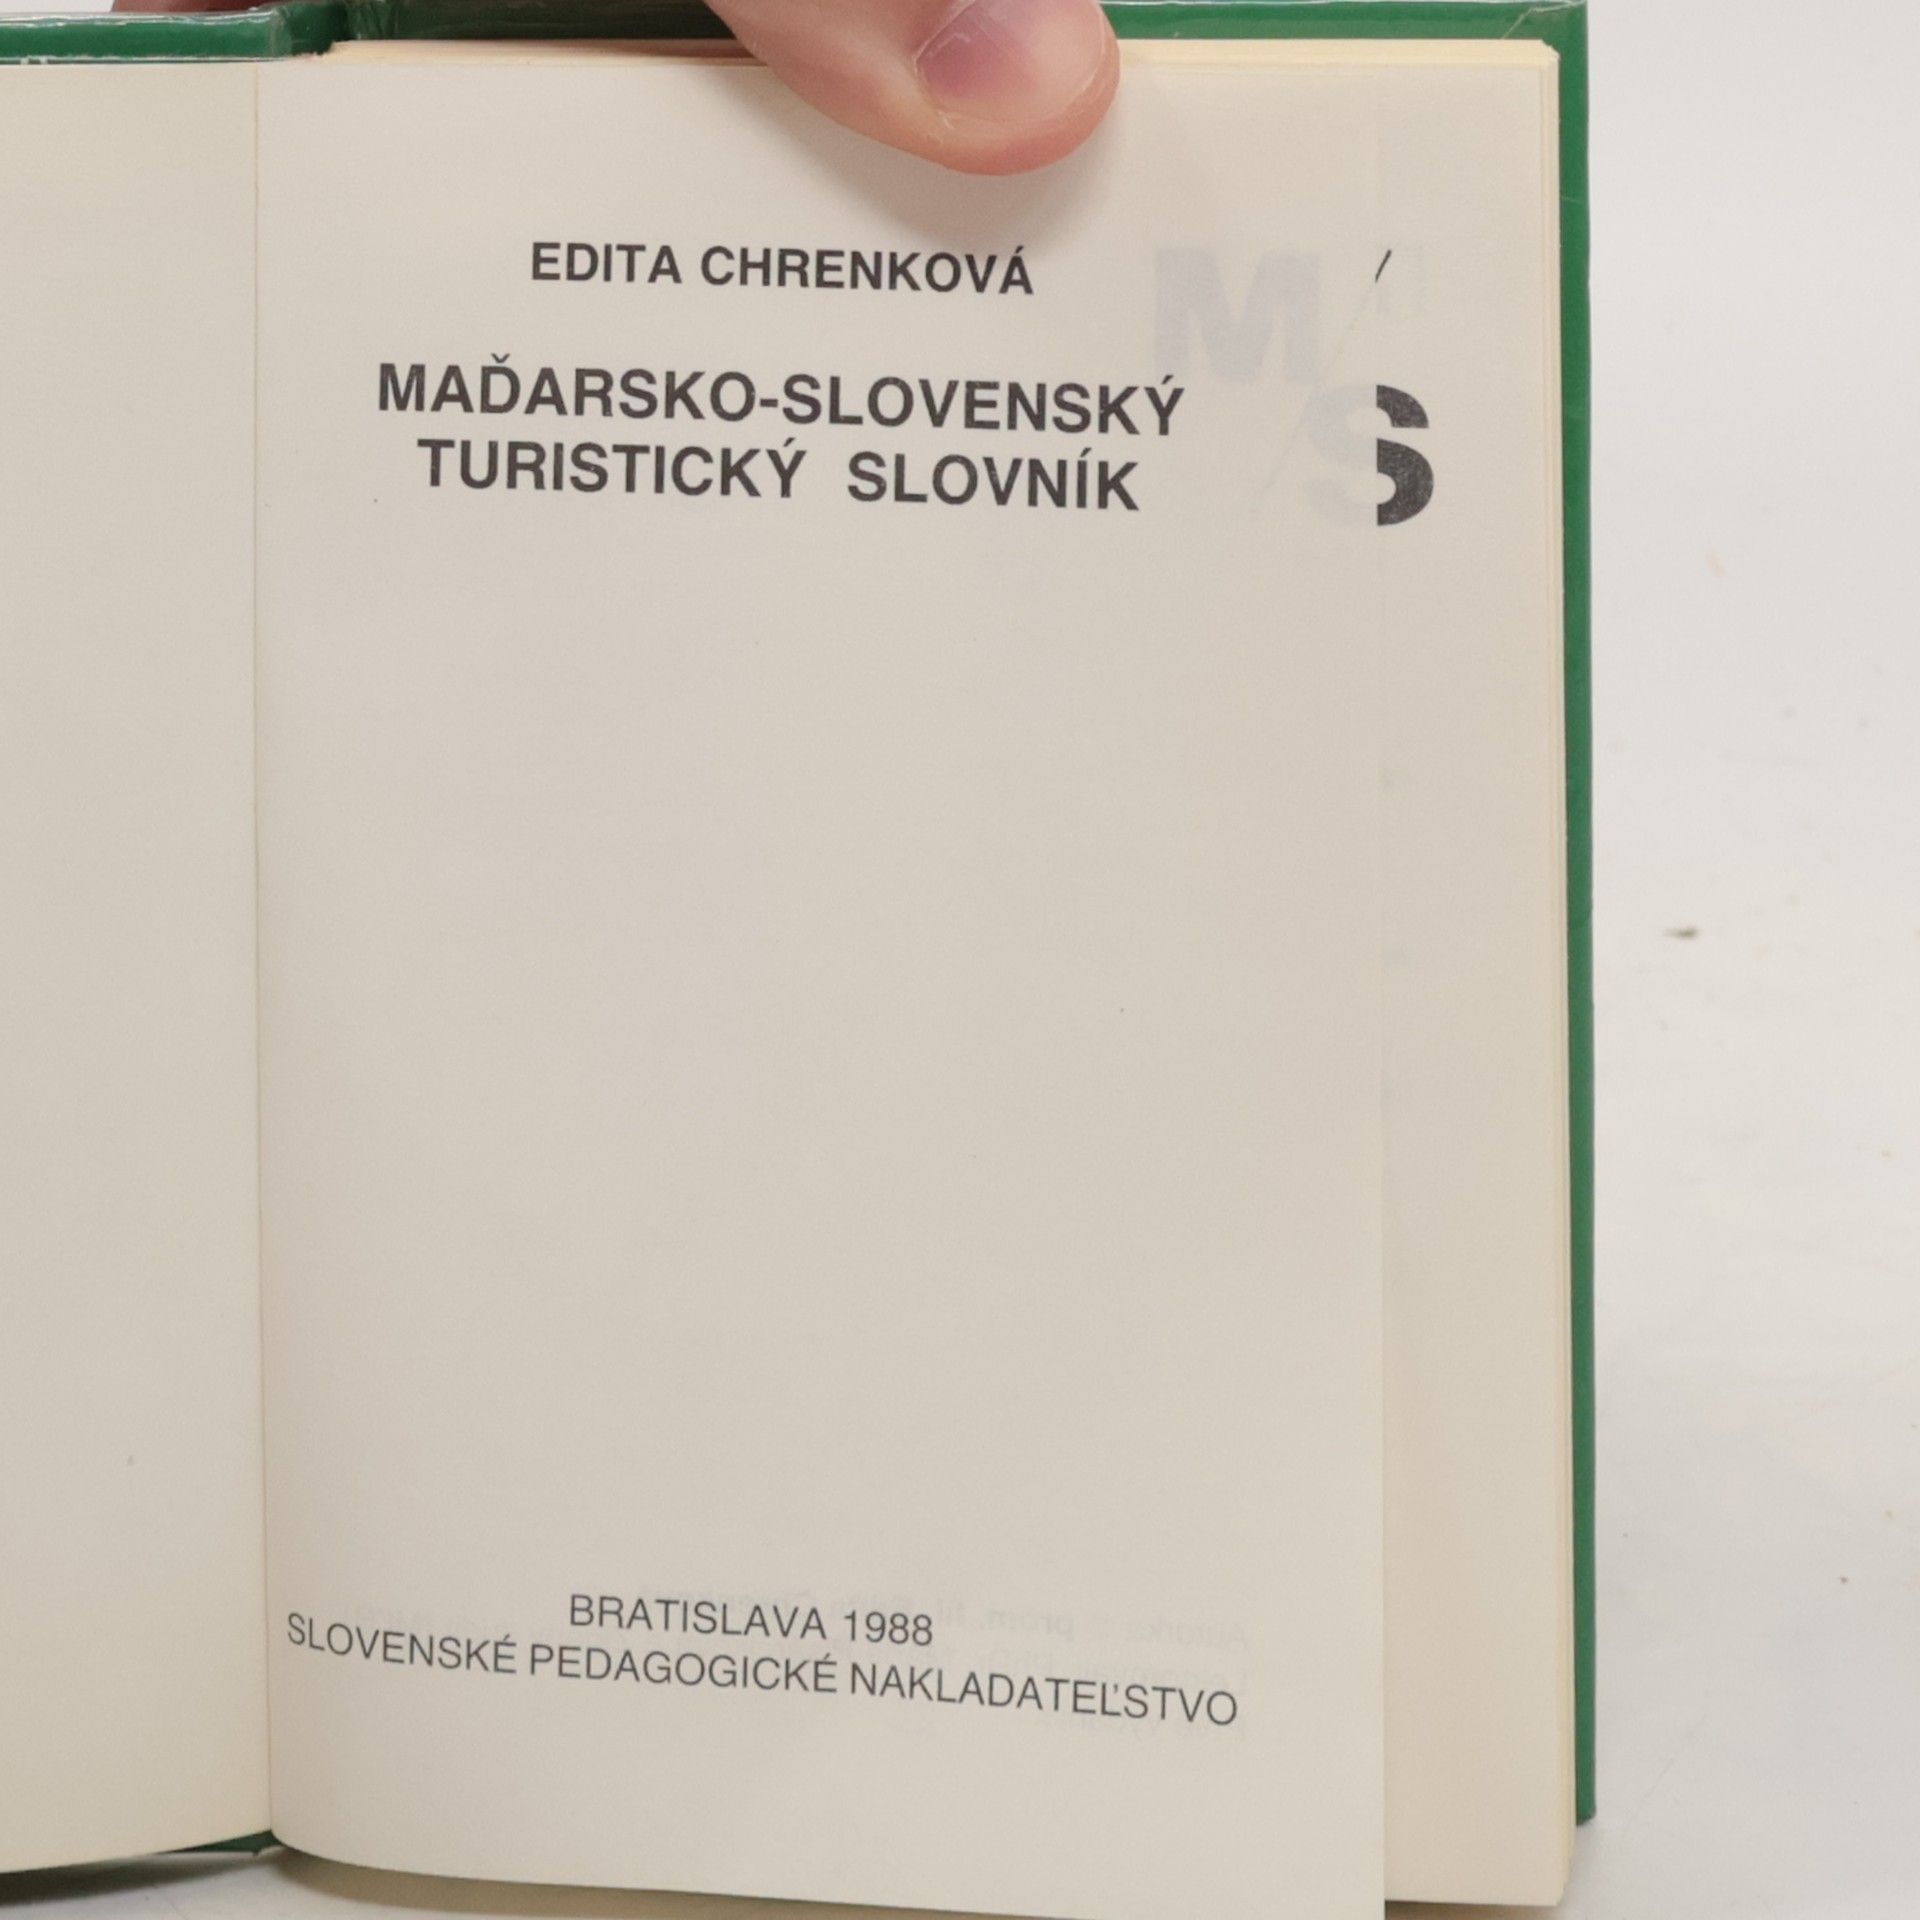 EDITA CHRENKOVÁ
MAĎARSKO-SLOVENSKÝ
TURISTICKÝ SLOVNÍK
M/
S
BRATISLAVA 1988
SLOVENSKÉ PEDAGOGICKÉ NAKLADATEĽSTVO